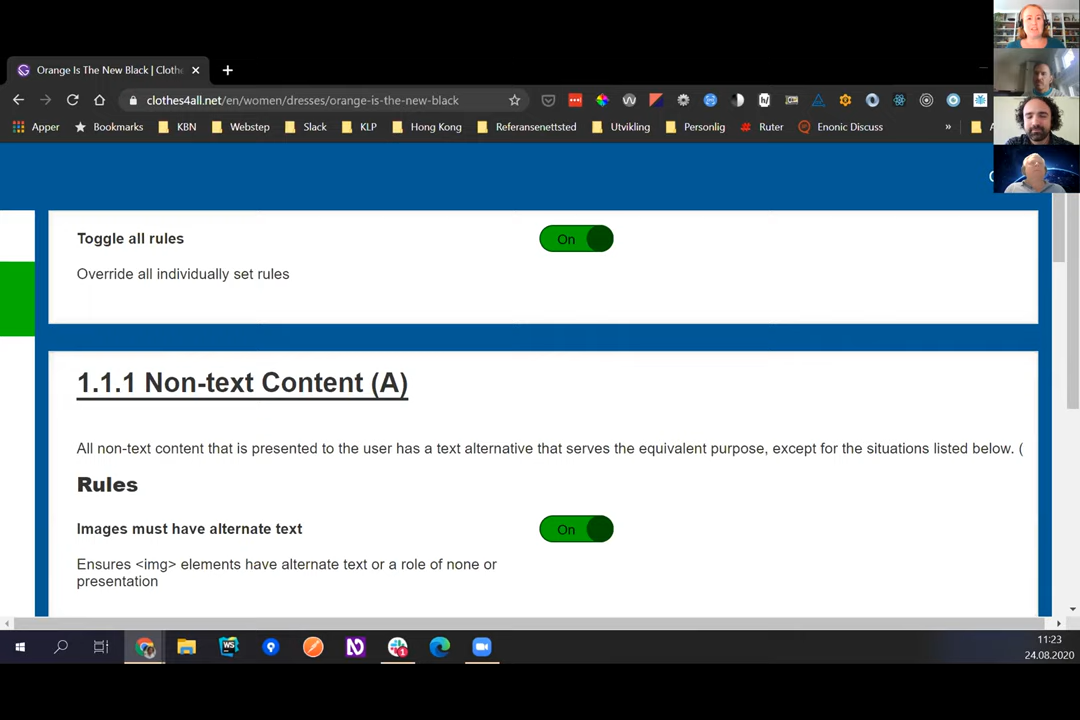 Orange Is The New Black | Clothe
clothes4all.net/en/women/dresses/orange-is-the-new-black
Apper Bookmarks KBN Webstep Slack KLP Hong Kong Referansenettsted Utvikling Personlig Ruter Enonic Discuss »
Toggle all rules
On
Override all individually set rules
1.1.1 Non-text Content (A)
All non-text content that is presented to the user has a text alternative that serves the equivalent purpose, except for the situations listed below. (
Rules
Images must have alternate text
On
Ensures <img> elements have alternate text or a role of none or
presentation
11:23
24.08.2020